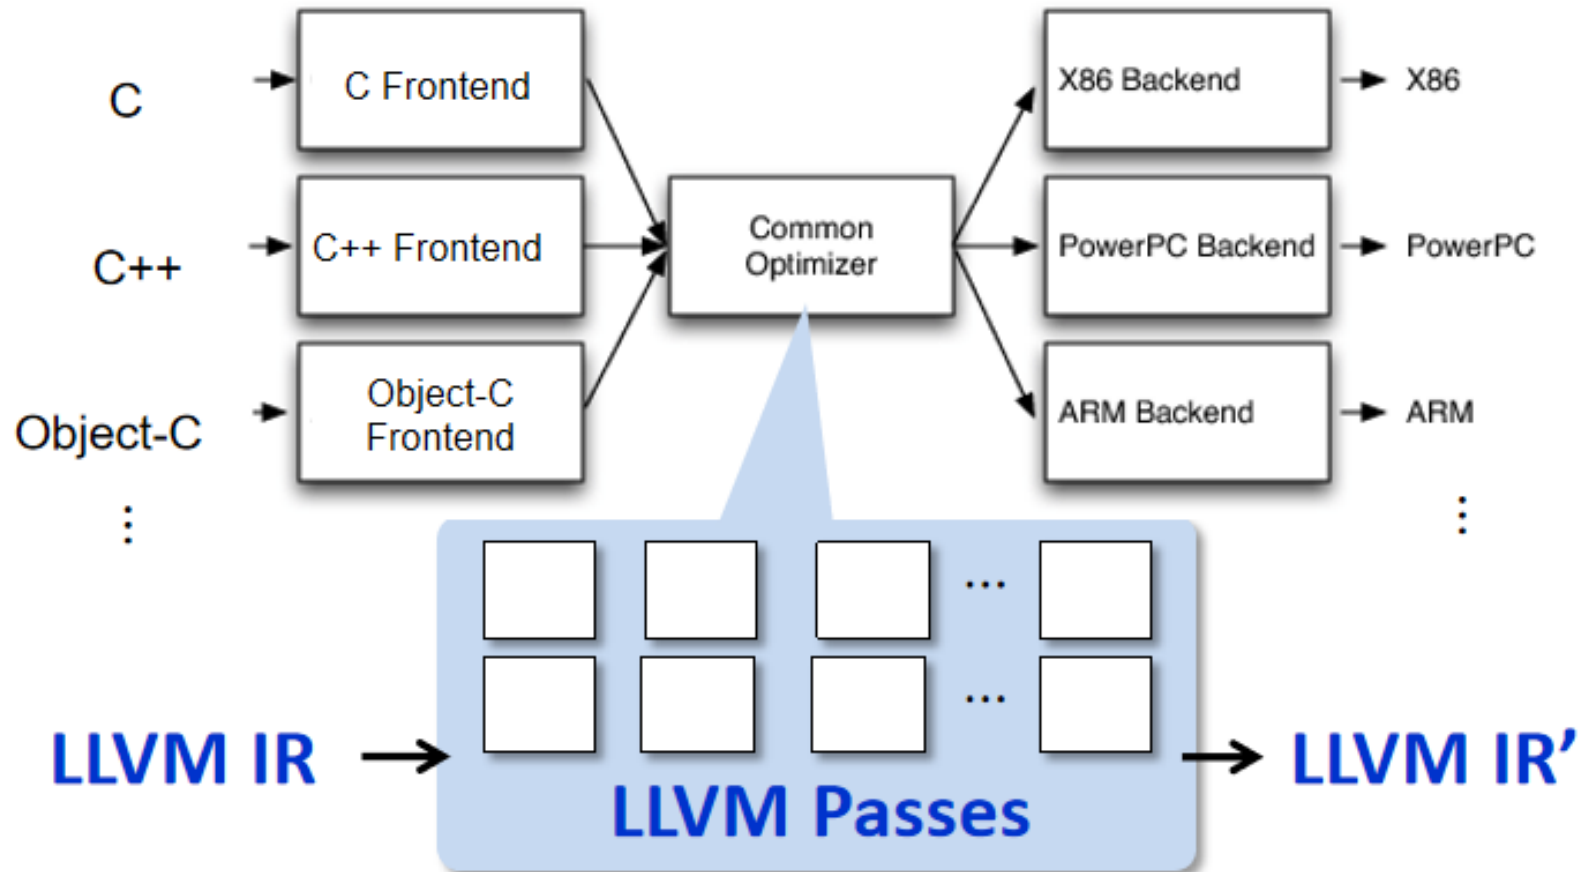 C
C Frontend
X86 Backend
X86
C++
C++ Frontend
Common
Optimizer
PowerPC Backend
PowerPC
Object-C
Object-C
Frontend
ARM Backend
ARM
⋮
⋮
...
...
LLVM IR
LLVM Passes
LLVM IR’